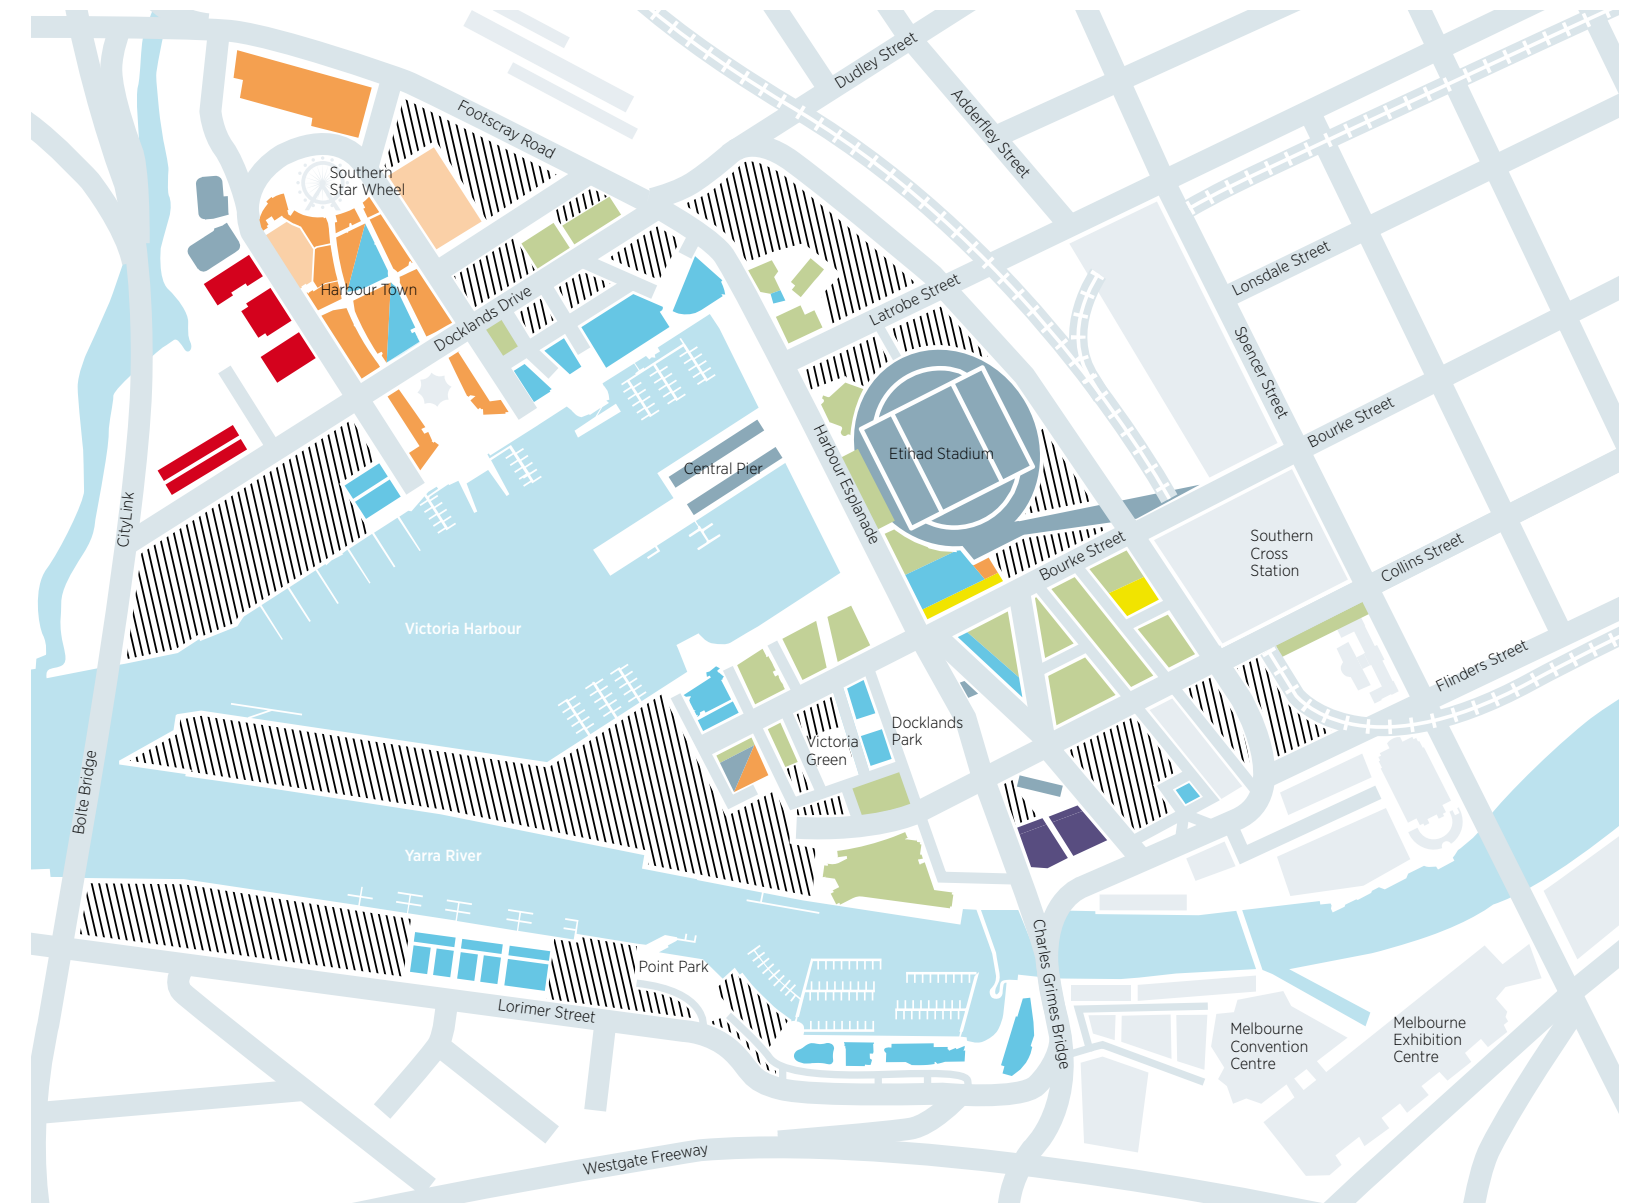 Dudley Street
Footscray Road
Adderfley Street
Southern
Star Wheel
Lonsdale Street
Harbour Town
Latrobe Street
Docklands Drive
Spencer Street
Bourke Street
Etihad Stadium
Central Pier
Harbour Esplanade
CityLink
Southern
Cross
Station
Bourke Street
Collins Street
Victoria Harbour
Flinders Street
Docklands
Park
Victoria
Green
Bolte Bridge
Yarra River
Point Park
Charles Grimes Bridge
Lorimer Street
Melbourne
Convention
Centre
Melbourne
Exhibition
Centre
Westgate Freeway